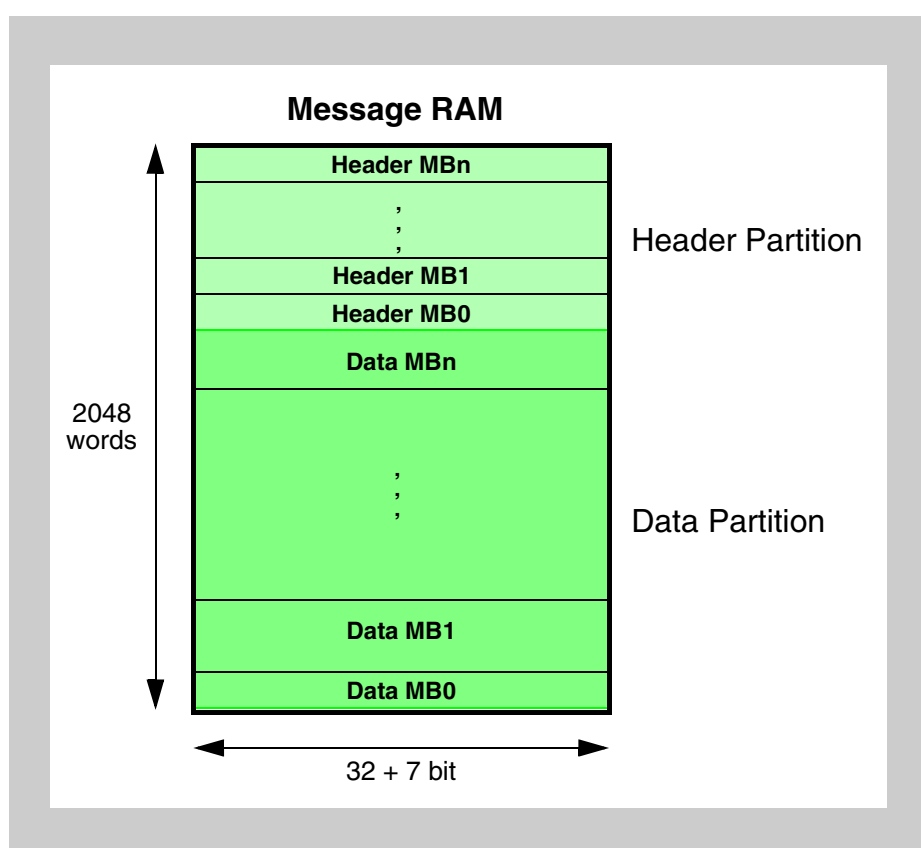 Message RAM
Header MBn
,
,
,
Header Partition
Header MB1
Header MB0
Data MBn
2048
words
,
,
,
Data Partition
Data MB1
Data MB0
32 + 7 bit